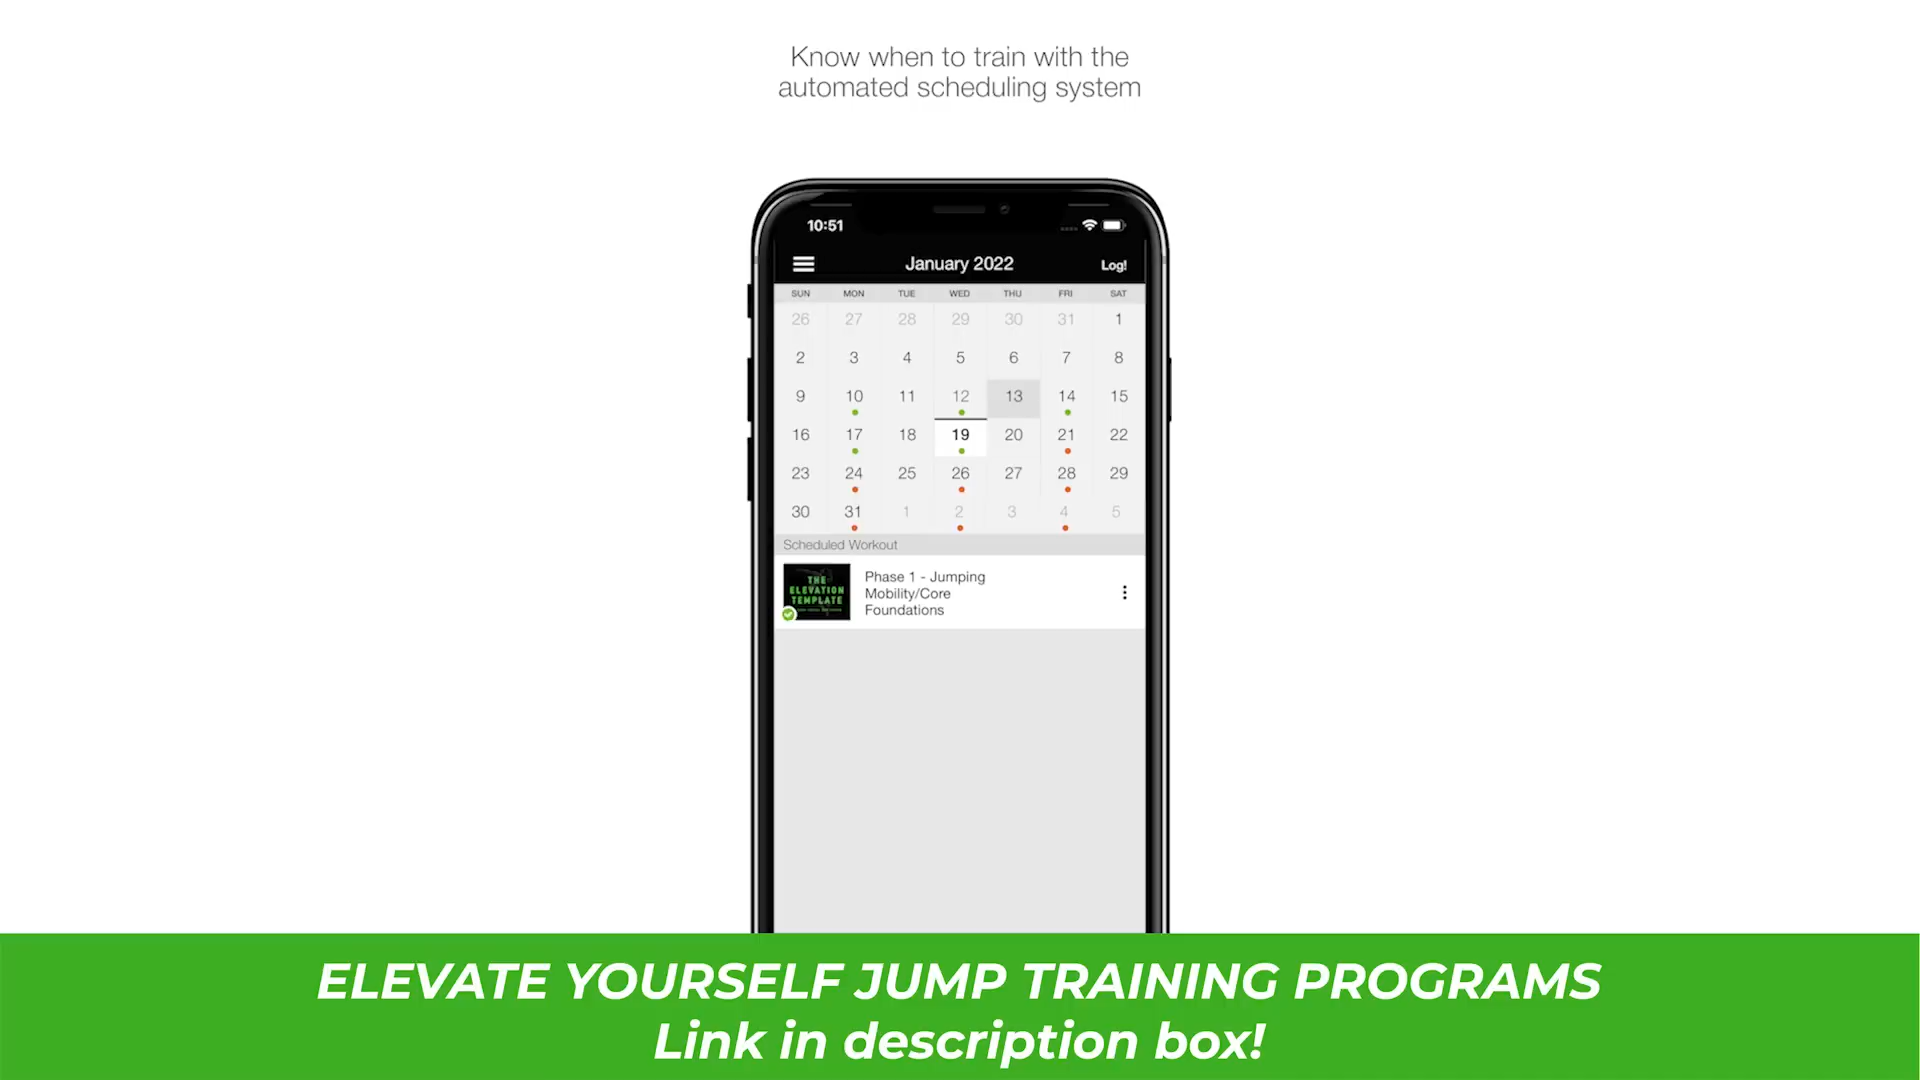 Know when to train with the
automated scheduling system
10:51
January 2022
Log!
SUN MON TUE WED THU FRI SAT
26 27 28 29 30 31 1
2 3 4 5 6 7 8
9 10 11 12 13 14 15
16 17 18 19 20 21 22
23 24 25 26 27 28 29
30 31 1 2 3 4 5
Scheduled Workout
THE
ELEVATION
TEMPLATE
Phase 1 - Jumping
Mobility/Core
Foundations
ELEVATE YOURSELF JUMP TRAINING PROGRAMS
Link in description box!